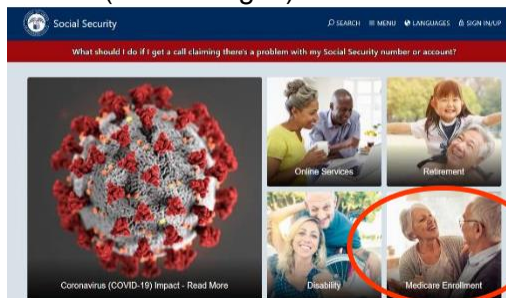 Social Security
SEARCH MENU LANGUAGES SIGN IN/UP
What should I do if I get a call claiming there's a problem with my Social Security number or account?
Online Services
Retirement
Coronavirus (COVID-19) Impact - Read More
Disability
Medicare Enrollment